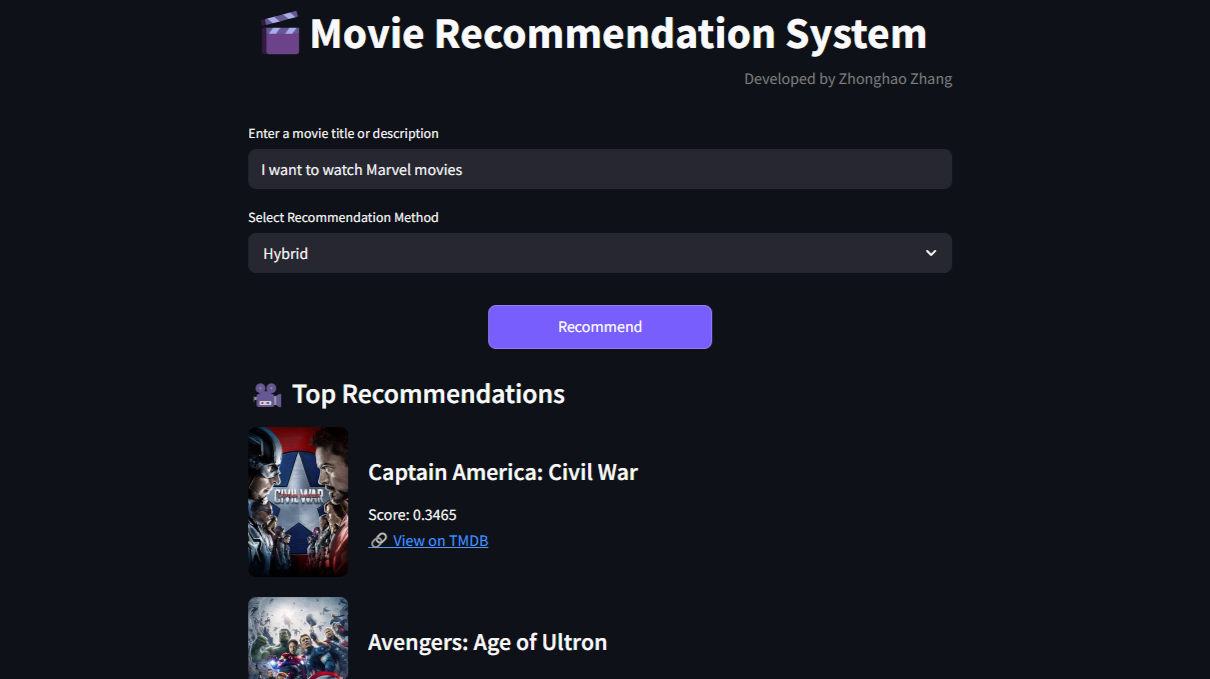 Movie Recommendation System
Developed by Zhonghao Zhang
Enter a movie title or description
I want to watch Marvel movies
Select Recommendation Method
Hybrid
Recommend
Top Recommendations
CIVIL WAR
Captain America: Civil War
Score: 0.3465
View on TMDB
Avengers: Age of Ultron